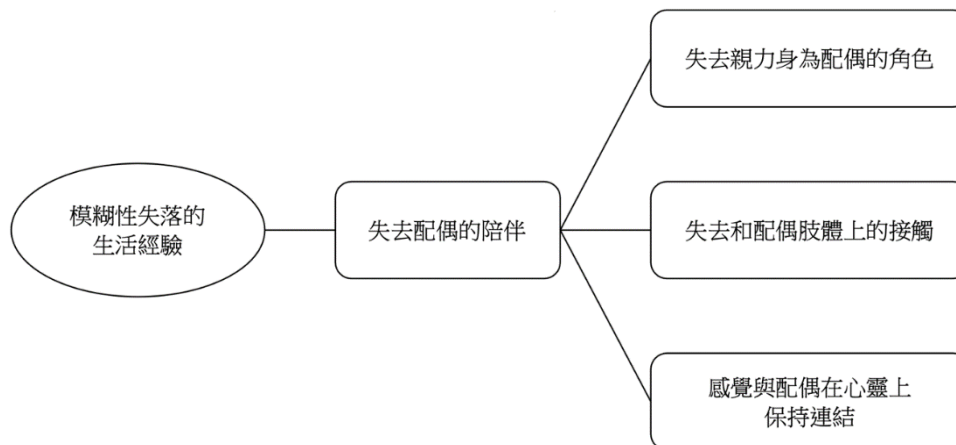 模糊性失落的
生活經驗
失去配偶的陪伴
失去親力身為配偶的角色
失去和配偶肢體上的接觸
感覺與配偶在心靈上
保持連結